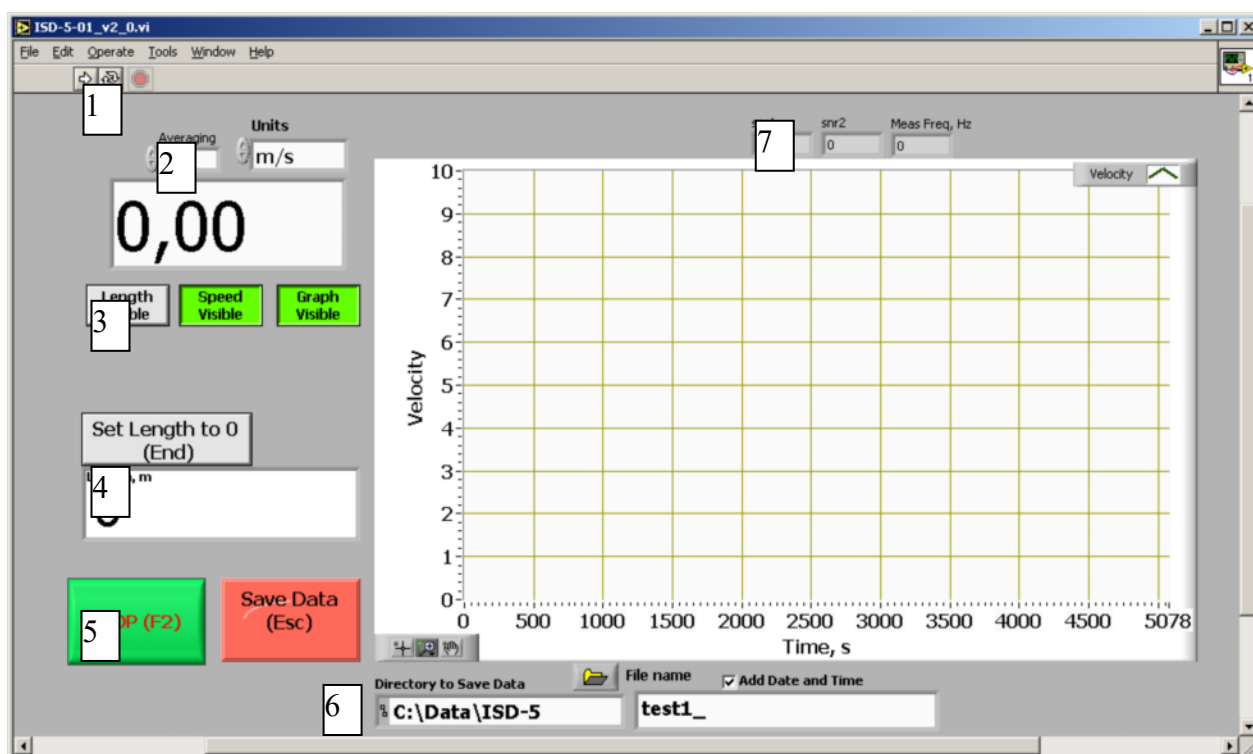 ISD-5-01_v2_0.vi
File Edit Operate Tools Window Help
1
Units
Averaging
2
m/s
snr2
Meas Freq, Hz
7
0
0
0,00
Velocity
10
9
8
7
6
5
4
3
2
1
0
Velocity
0 500 1000 1500 2000 2500 3000 3500 4000 4500 5078
Time, s
Length
3
Speed
Visible
Graph
Visible
Set Length to 0
(End)
4
, m
5
(F2)
Save Data
(Esc)
6
Directory to Save Data
File name
Add Date and Time
C:\Data\ISD-5
test1_